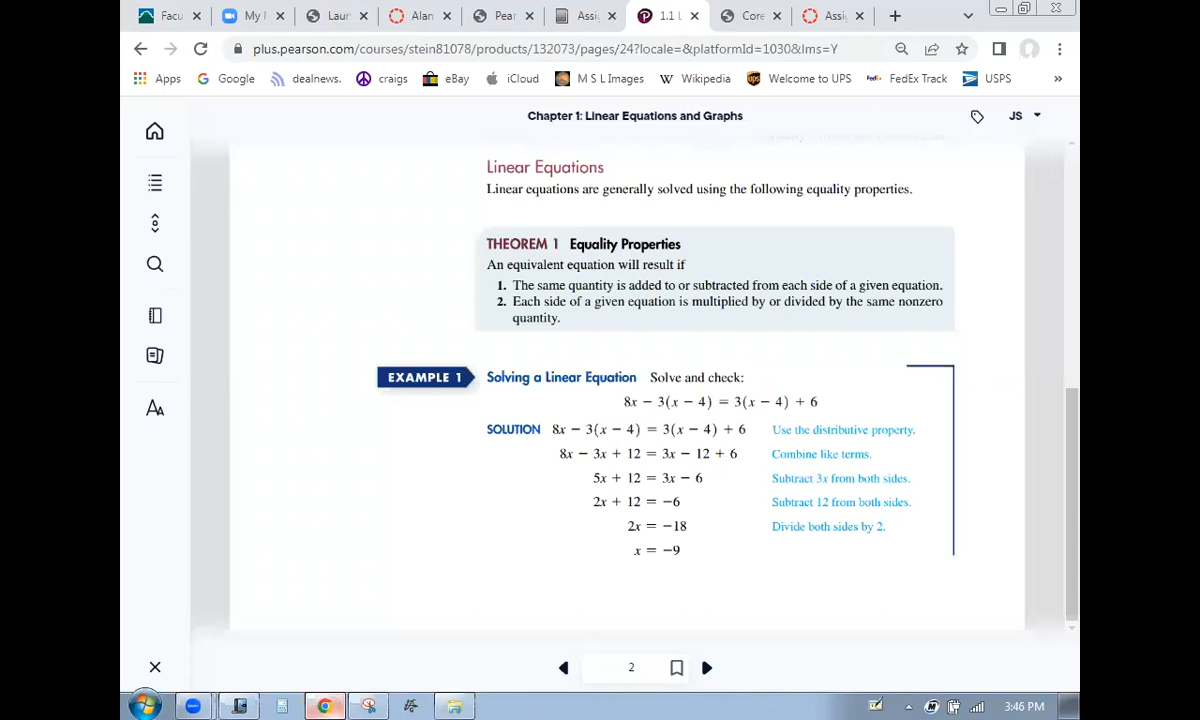 Facu
My I
Laur
Alan
Pear
Assig
1.1 L
Core
Assig
plus.pearson.com/courses/stein81078/products/132073/pages/24?locale=&platformId=1030&lms=Y
Apps
Google
dealnews.
craigs
eBay
iCloud
M S L Images
W Wikipedia
Welcome to UPS
FedEx FedEx Track
USPS
»
Chapter 1: Linear Equations and Graphs
JS
Linear Equations
Linear equations are generally solved using the following equality properties.
THEOREM 1 Equality Properties
An equivalent equation will result if
1. The same quantity is added to or subtracted from each side of a given equation.
2. Each side of a given equation is multiplied by or divided by the same nonzero
quantity.
EXAMPLE 1 Solving a Linear Equation Solve and check:
8x − 3(x − 4) = 3(x − 4) + 6
SOLUTION 8x − 3(x − 4) = 3(x − 4) + 6 Use the distributive property.
8x − 3x + 12 = 3x − 12 + 6 Combine like terms.
5x + 12 = 3x − 6 Subtract 3x from both sides.
2x + 12 = −6 Subtract 12 from both sides.
2x = −18 Divide both sides by 2.
x = −9
AA
2
3:46 PM